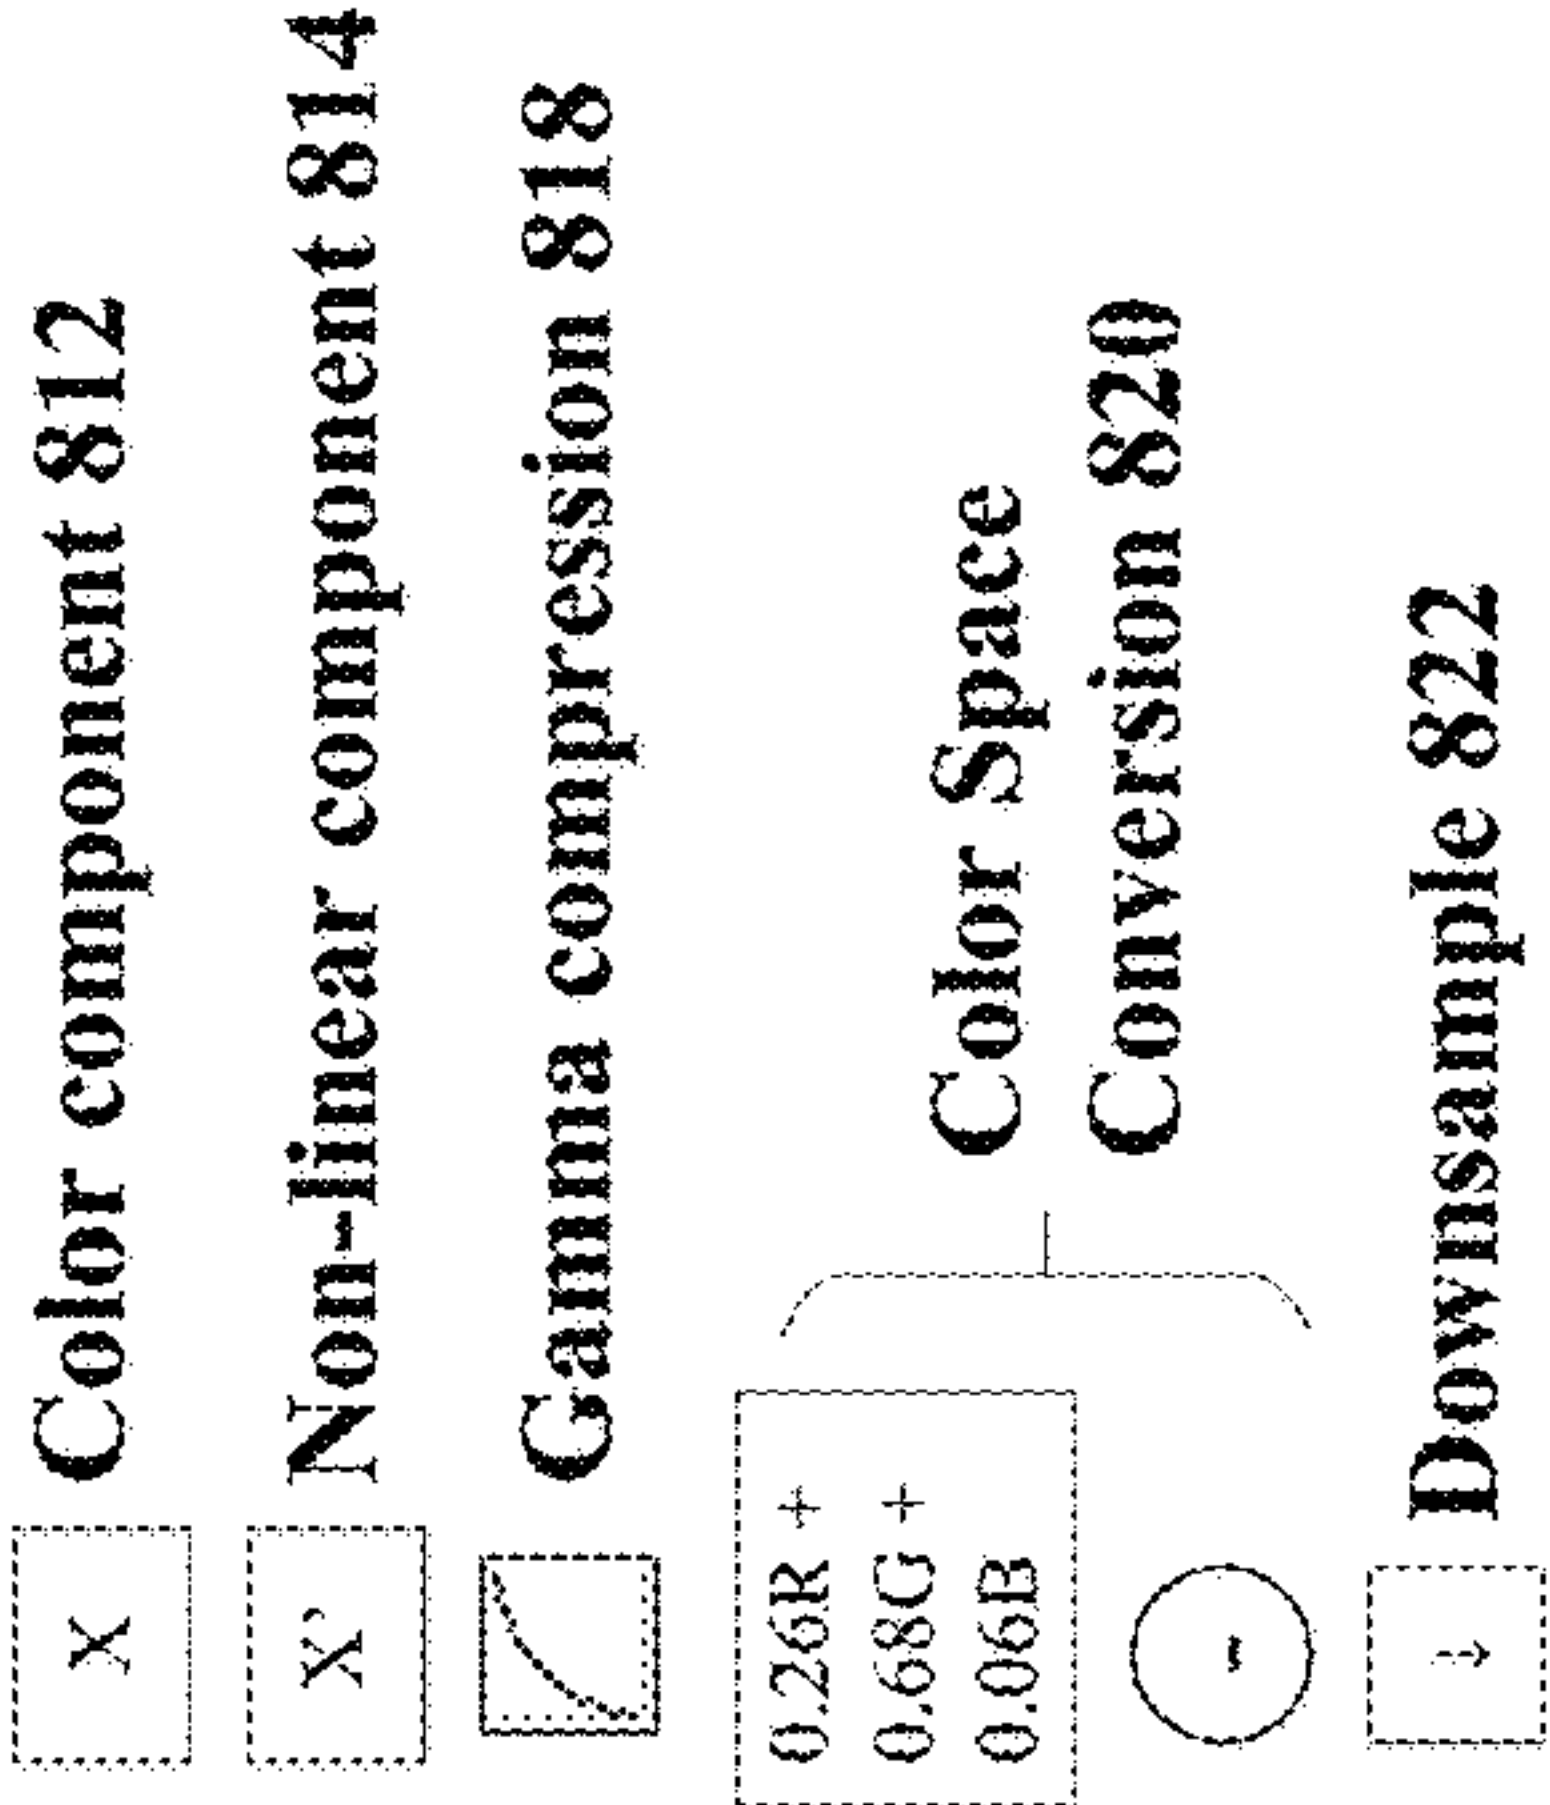 X Color component 812
X' Non-linear component 814
Gamma compression 818
0.26R +
0.68G +
0.06B
Color Space
Conversion 820
-
↓ Downsample 822